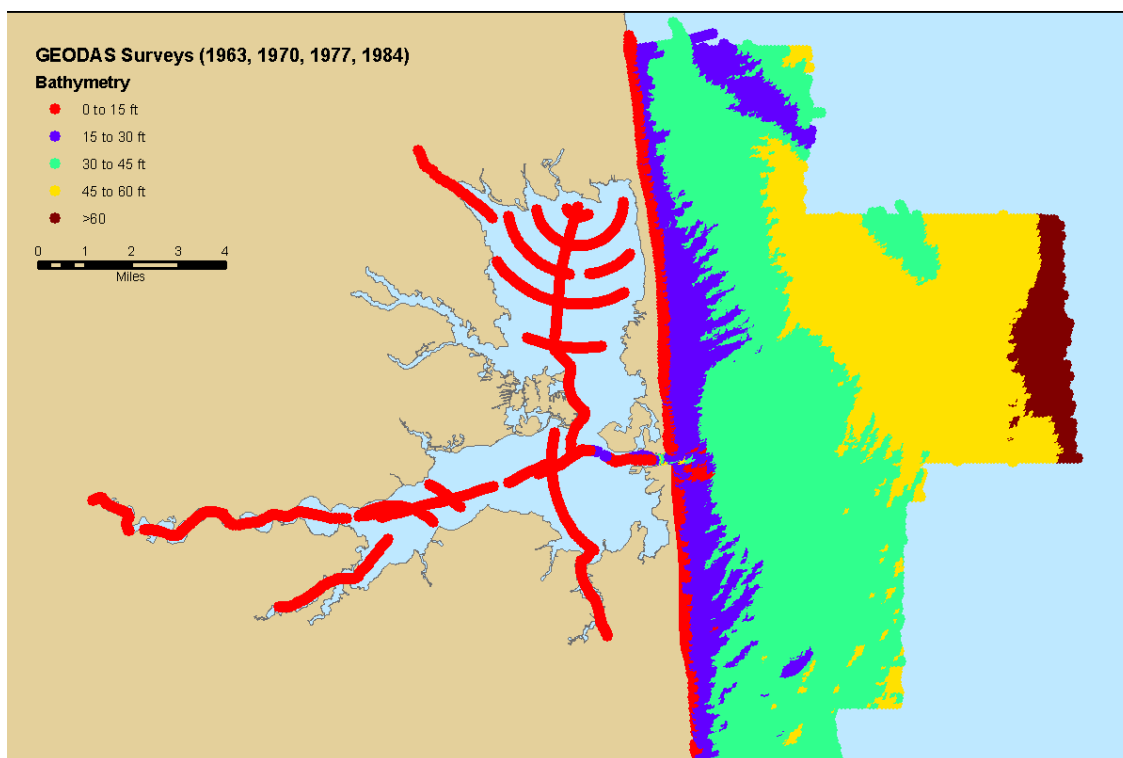 GEODAS Surveys (1963, 1970, 1977, 1984)
Bathymetry
0 to 15 ft
15 to 30 ft
30 to 45 ft
45 to 60 ft
>60
0 1 2 3 4
Miles